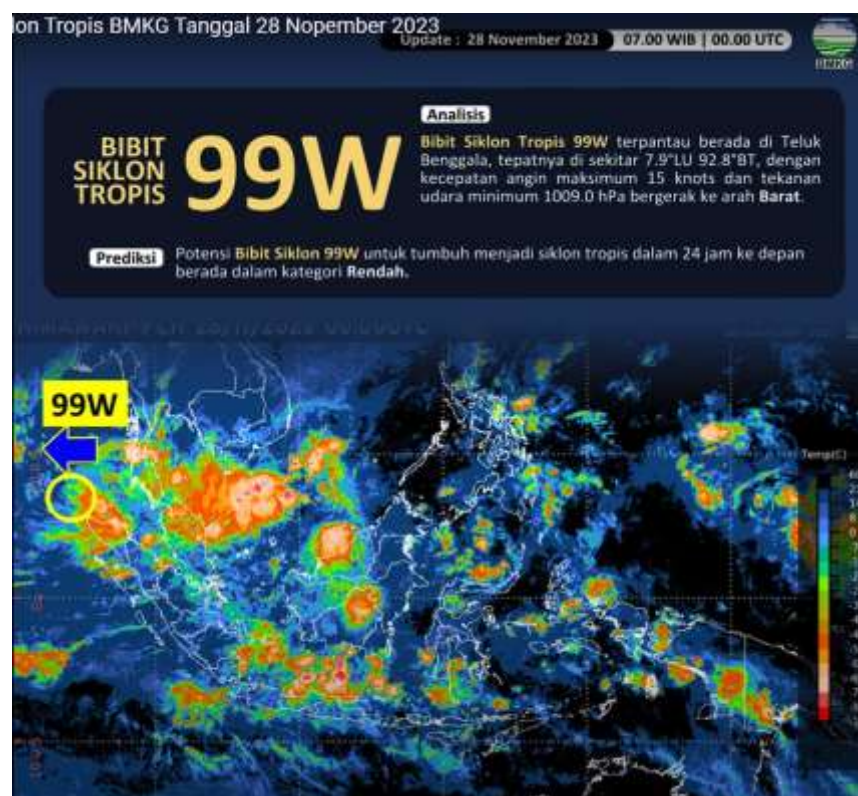 lon Tropis BMKG Tanggal 28 Nopember 2023
Update : 28 November 2023 07.00 WIB | 00.00 UTC
BMKG
Analisis
BIBIT
SIKLON
TROPIS
99W
Bibit Siklon Tropis 99W terpantau berada di Teluk
Benggala, tepatnya di sekitar 7.9°LU 92.8°BT, dengan
kecepatan angin maksimum 15 knots dan tekanan
udara minimum 1009.0 hPa bergerak ke arah Barat.
Prediksi
Potensi Bibit Siklon 99W untuk tumbuh menjadi siklon tropis dalam 24 jam ke depan
berada dalam kategori Rendah.
99W
Temp(C)